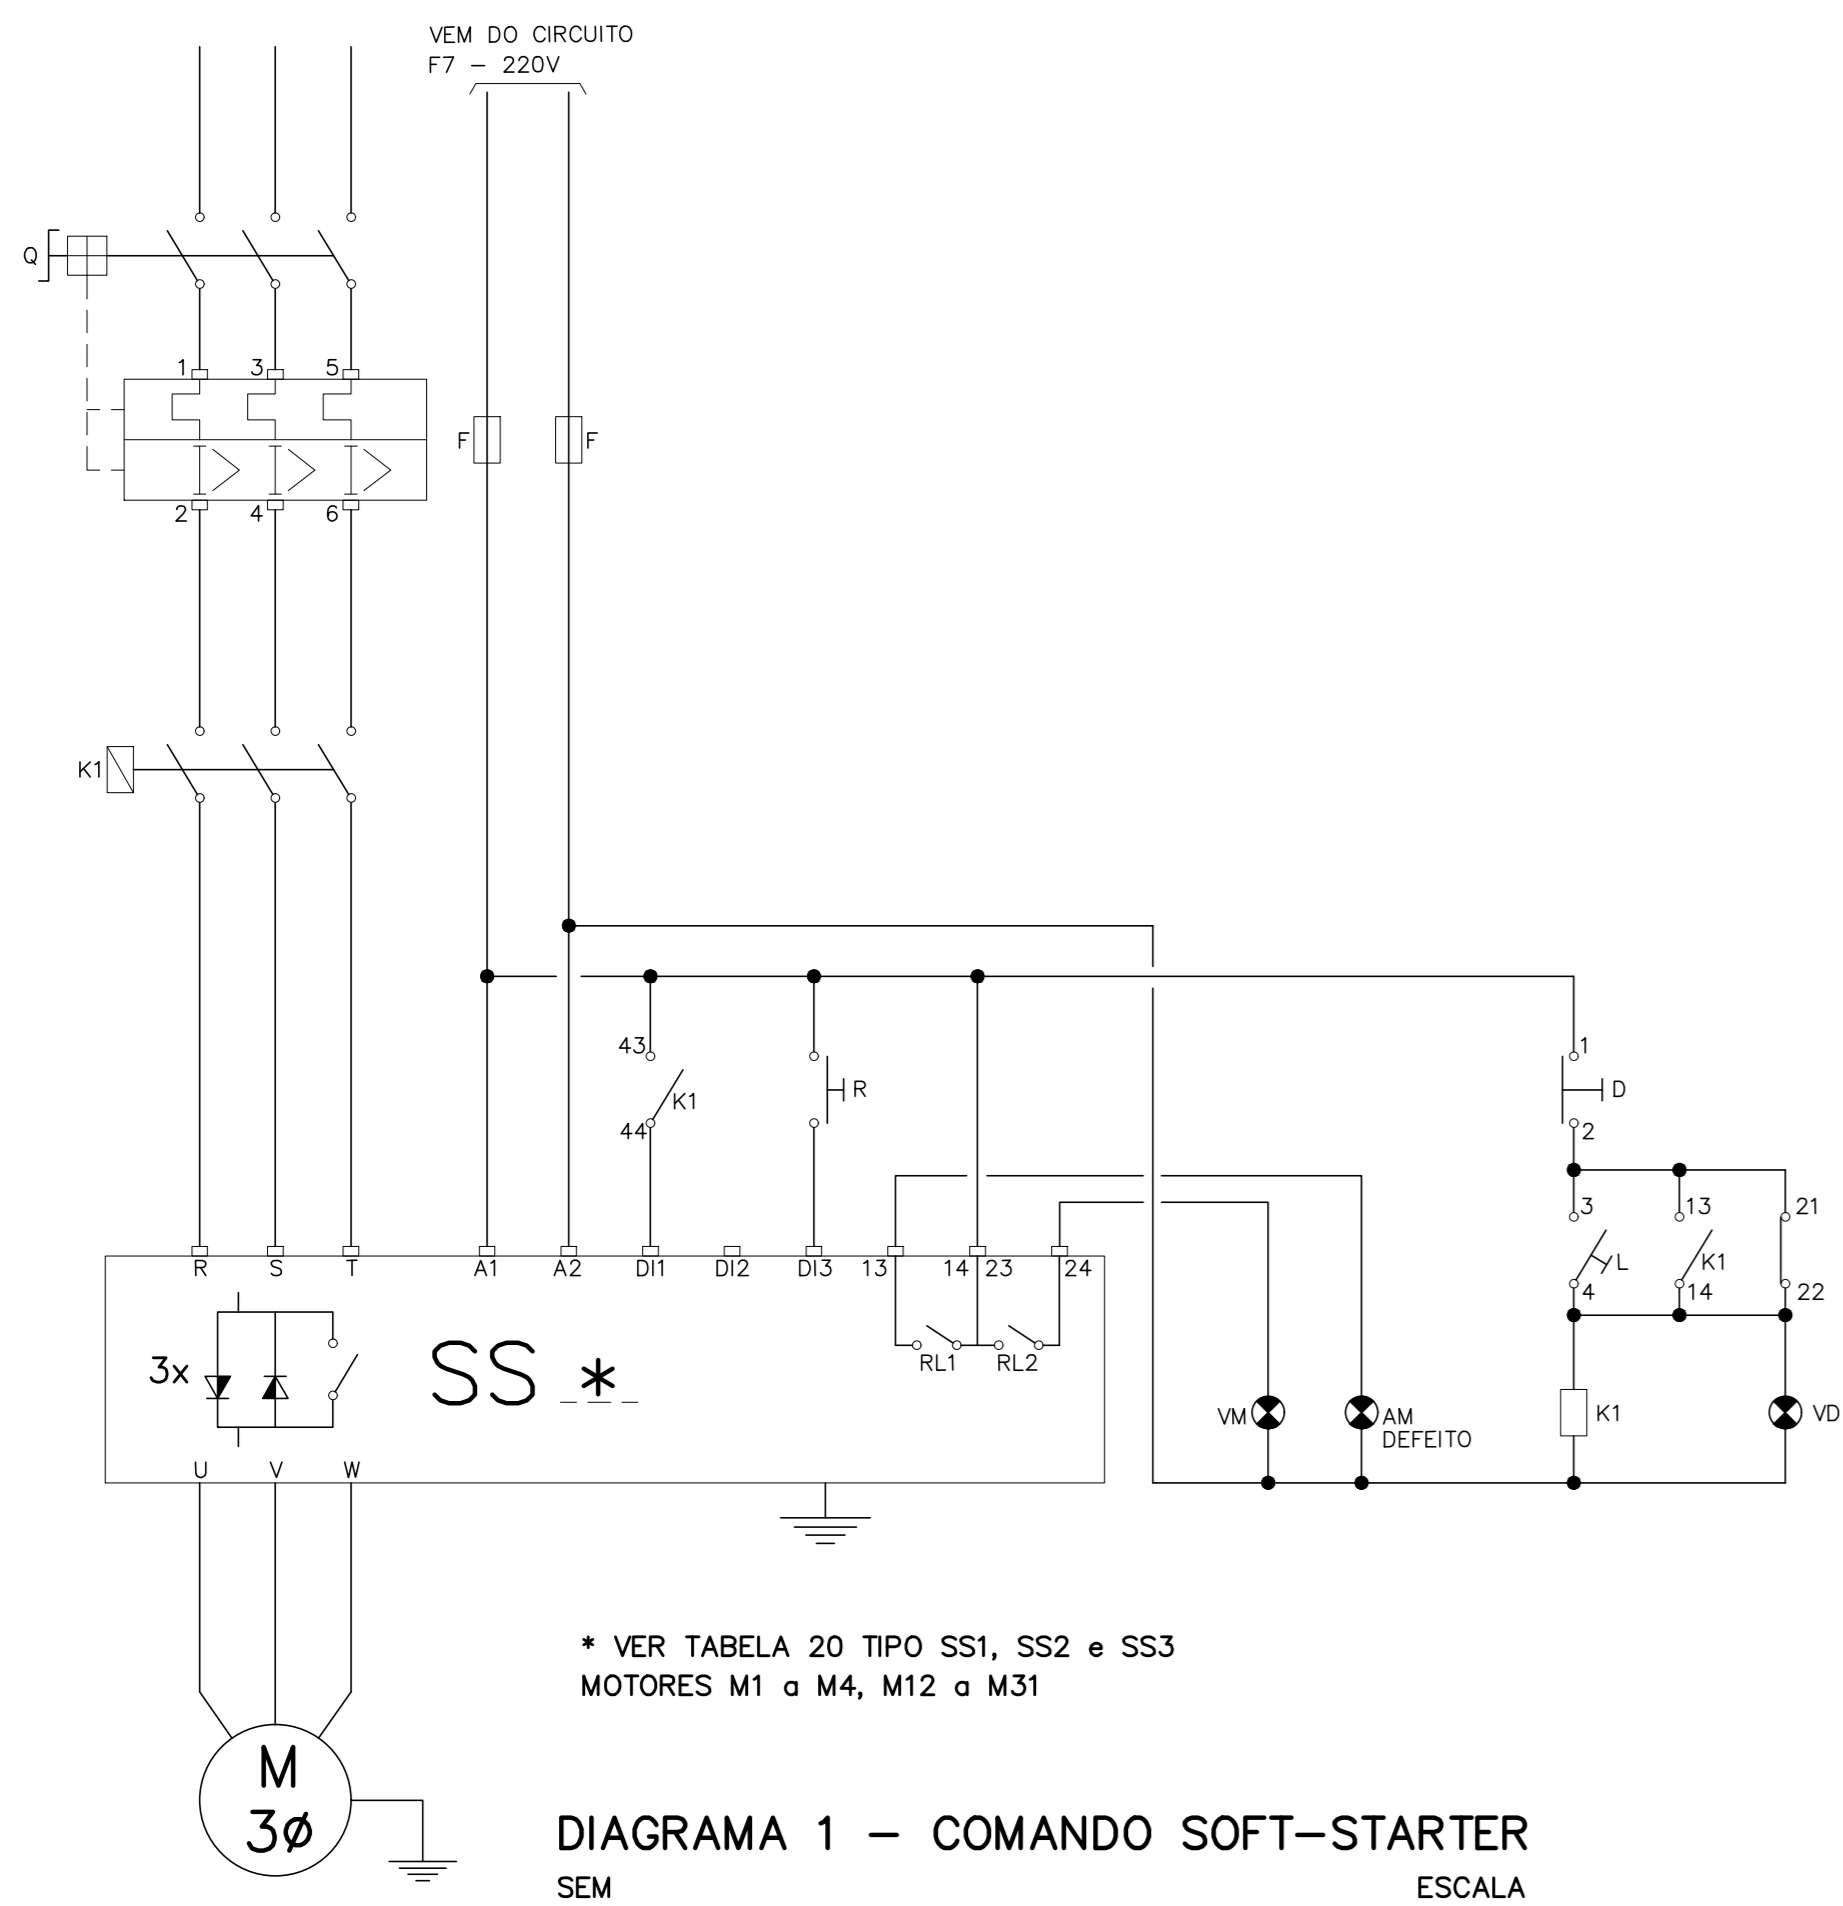 VEM DO CIRCUITO
F7 - 220V
Q
1 3 5
F F
2 4 6
K1
43
44
K1
R
1
D
2
3 13 21
L K1
4 14 22
R S T A1 A2 DI1 DI2 DI3 13 14 23 24
3x
SS *
RL1 RL2
VM
AM
DEFEITO
K1
VD
U V W
* VER TABELA 20 TIPO SS1, SS2 e SS3
MOTORES M1 a M4, M12 a M31
M
3ø
DIAGRAMA 1 - COMANDO SOFT-STARTER
SEM ESCALA